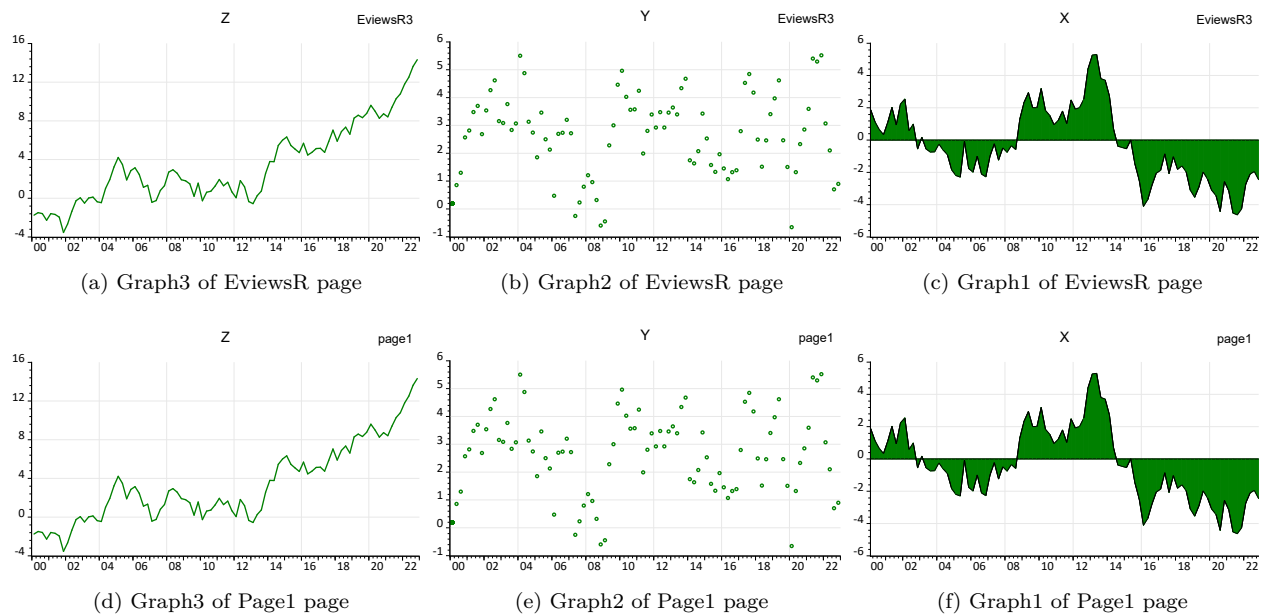 Z EviewsR3
16
12
8
4
0
-4
00 02 04 06 08 10 12 14 16 18 20 22
(a) Graph3 of EviewsR page
Y EviewsR3
6
5
4
3
2
1
0
-1
00 02 04 06 08 10 12 14 16 18 20 22
(b) Graph2 of EviewsR page
X EviewsR3
6
4
2
0
-2
-4
-6
00 02 04 06 08 10 12 14 16 18 20 22
(c) Graph1 of EviewsR page
Z page1
16
12
8
4
0
-4
00 02 04 06 08 10 12 14 16 18 20 22
(d) Graph3 of Page1 page
Y page1
6
5
4
3
2
1
0
-1
00 02 04 06 08 10 12 14 16 18 20 22
(e) Graph2 of Page1 page
X page1
6
4
2
0
-2
-4
-6
00 02 04 06 08 10 12 14 16 18 20 22
(f) Graph1 of Page1 page